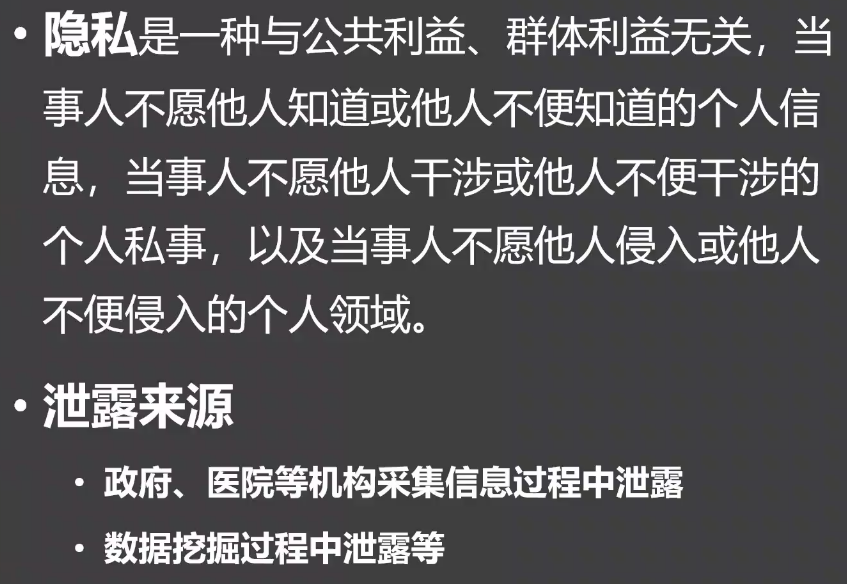 • 隐私是一种与公共利益、群体利益无关，当
事人不愿他人知道或他人不便知道的个人信
息，当事人不愿他人干涉或他人不便干涉的
个人私事，以及当事人不愿他人侵入或他人
不便侵入的个人领域。
• 泄露来源
• 政府、医院等机构采集信息过程中泄露
• 数据挖掘过程中泄露等